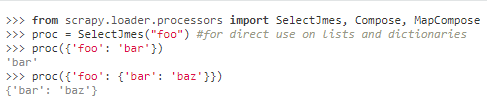 >>> from scrapy.loader.processors import SelectJmes, Compose, MapCompose
>>> proc = SelectJmes("foo") #for direct use on lists and dictionaries
>>> proc({'foo': 'bar'})
'bar'
>>> proc({'foo': {'bar': 'baz'}})
{'bar': 'baz'}